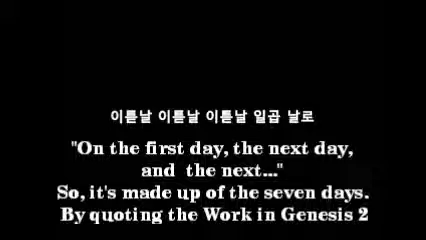 이튿날 이튿날 이튿날 일곱 날로
"On the first day, the next day,
and the next..."
So, it's made up of the seven days.
By quoting the Work in Genesis 2